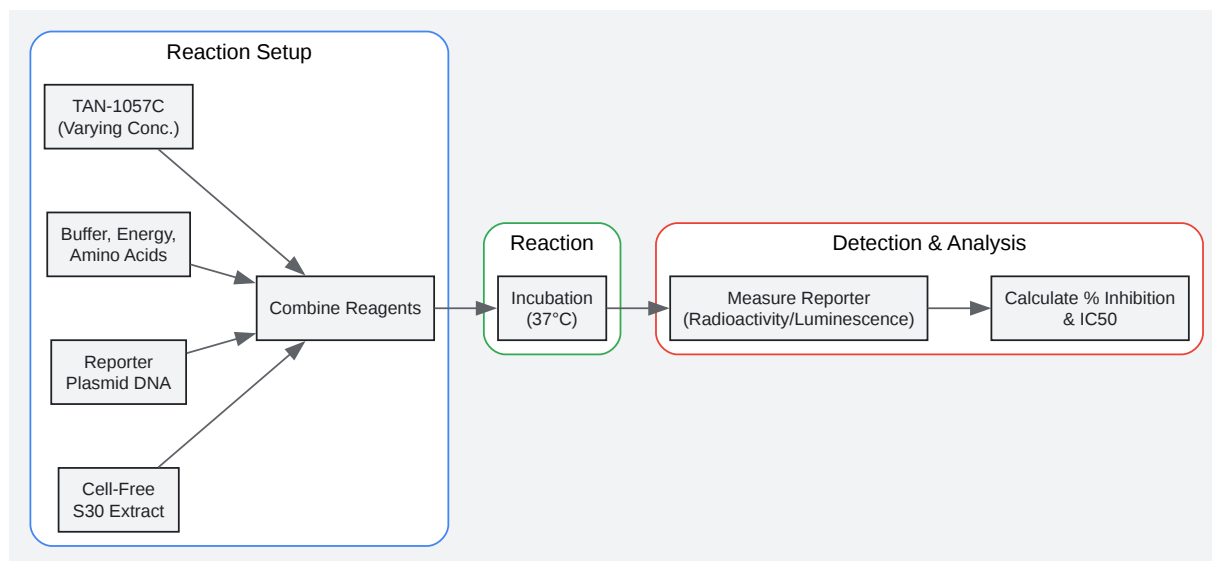 Reaction Setup
TAN-1057C
(Varying Conc.)
Buffer, Energy,
Amino Acids
Reporter
Plasmid DNA
Cell-Free
S30 Extract
Combine Reagents
Reaction
Incubation
(37°C)
Detection & Analysis
Measure Reporter
(Radioactivity/Luminescence)
Calculate % Inhibition
& IC50